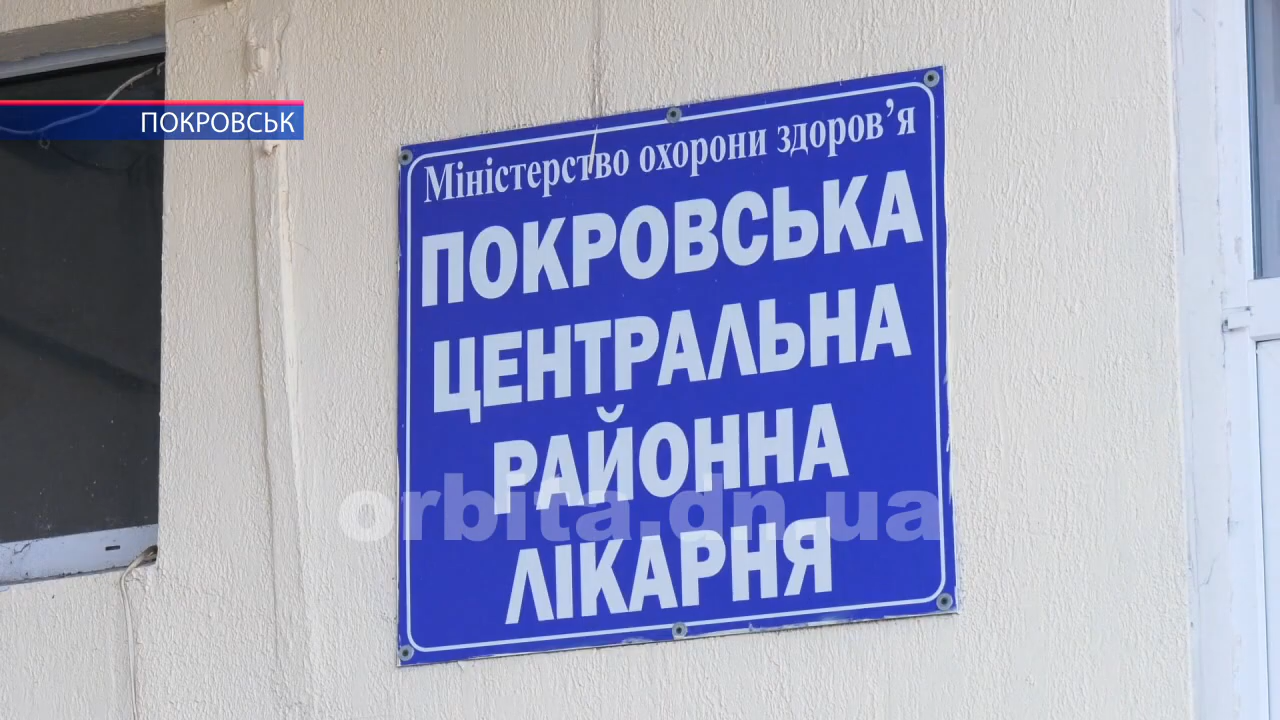 ПОКРОВСЬК
Міністерство охорони здоров’я
ПОКРОВСЬКА
ЦЕНТРАЛЬНА
РАЙОННА
orbita.dn.ua
ЛІКАРНЯ